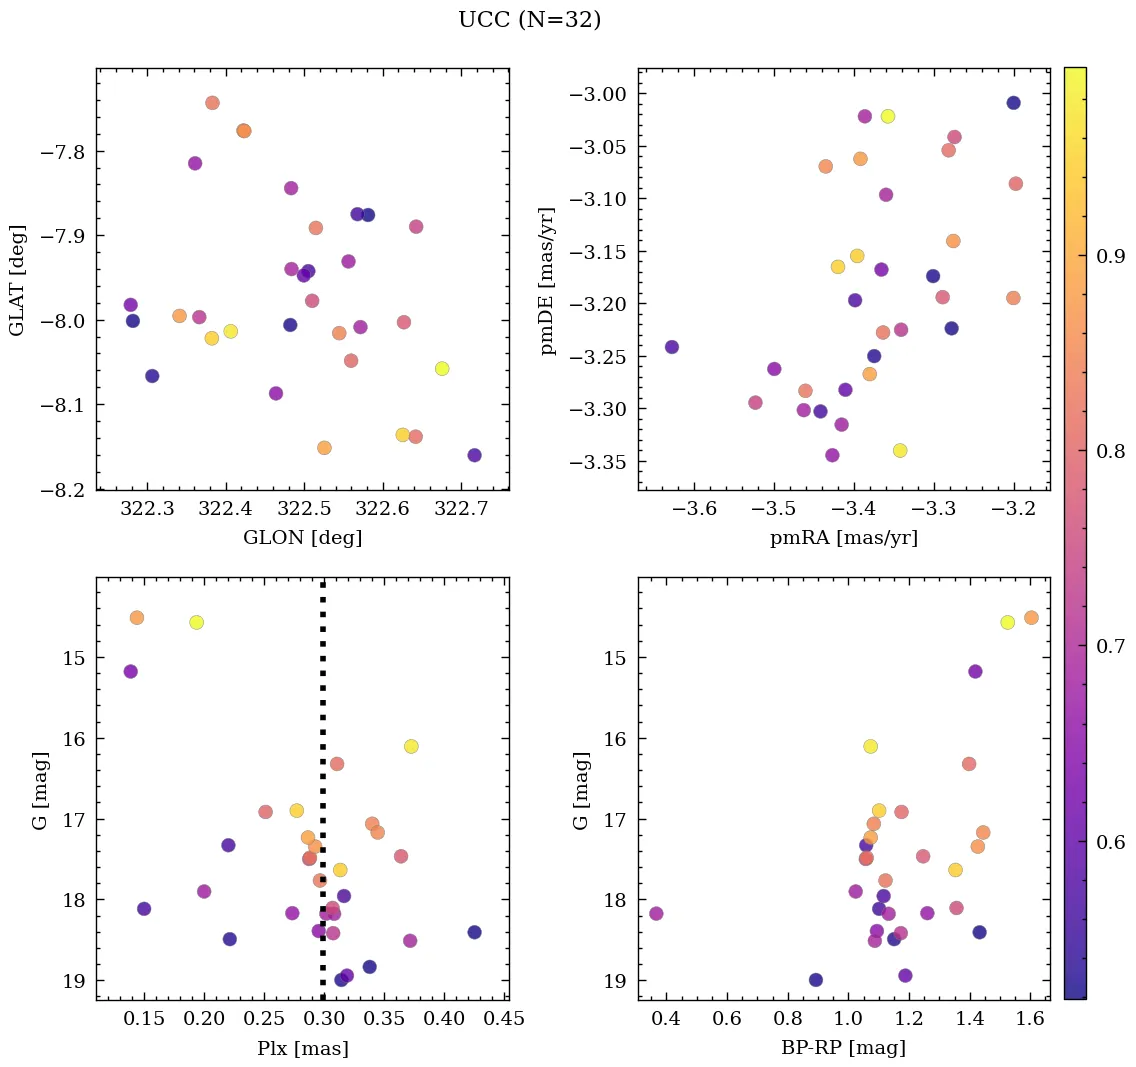 UCC (N=32)
−7.8
−7.9
−8.0
−8.1
−8.2
GLAT [deg]
322.3 322.4 322.5 322.6 322.7
GLON [deg]
−3.00
−3.05
−3.10
−3.15
−3.20
−3.25
−3.30
−3.35
pmDE [mas/yr]
−3.6 −3.5 −3.4 −3.3 −3.2
pmRA [mas/yr]
15
16
17
18
19
G [mag]
0.15 0.20 0.25 0.30 0.35 0.40 0.45
Plx [mas]
15
16
17
18
19
G [mag]
0.4 0.6 0.8 1.0 1.2 1.4 1.6
BP-RP [mag]
0.9
0.8
0.7
0.6